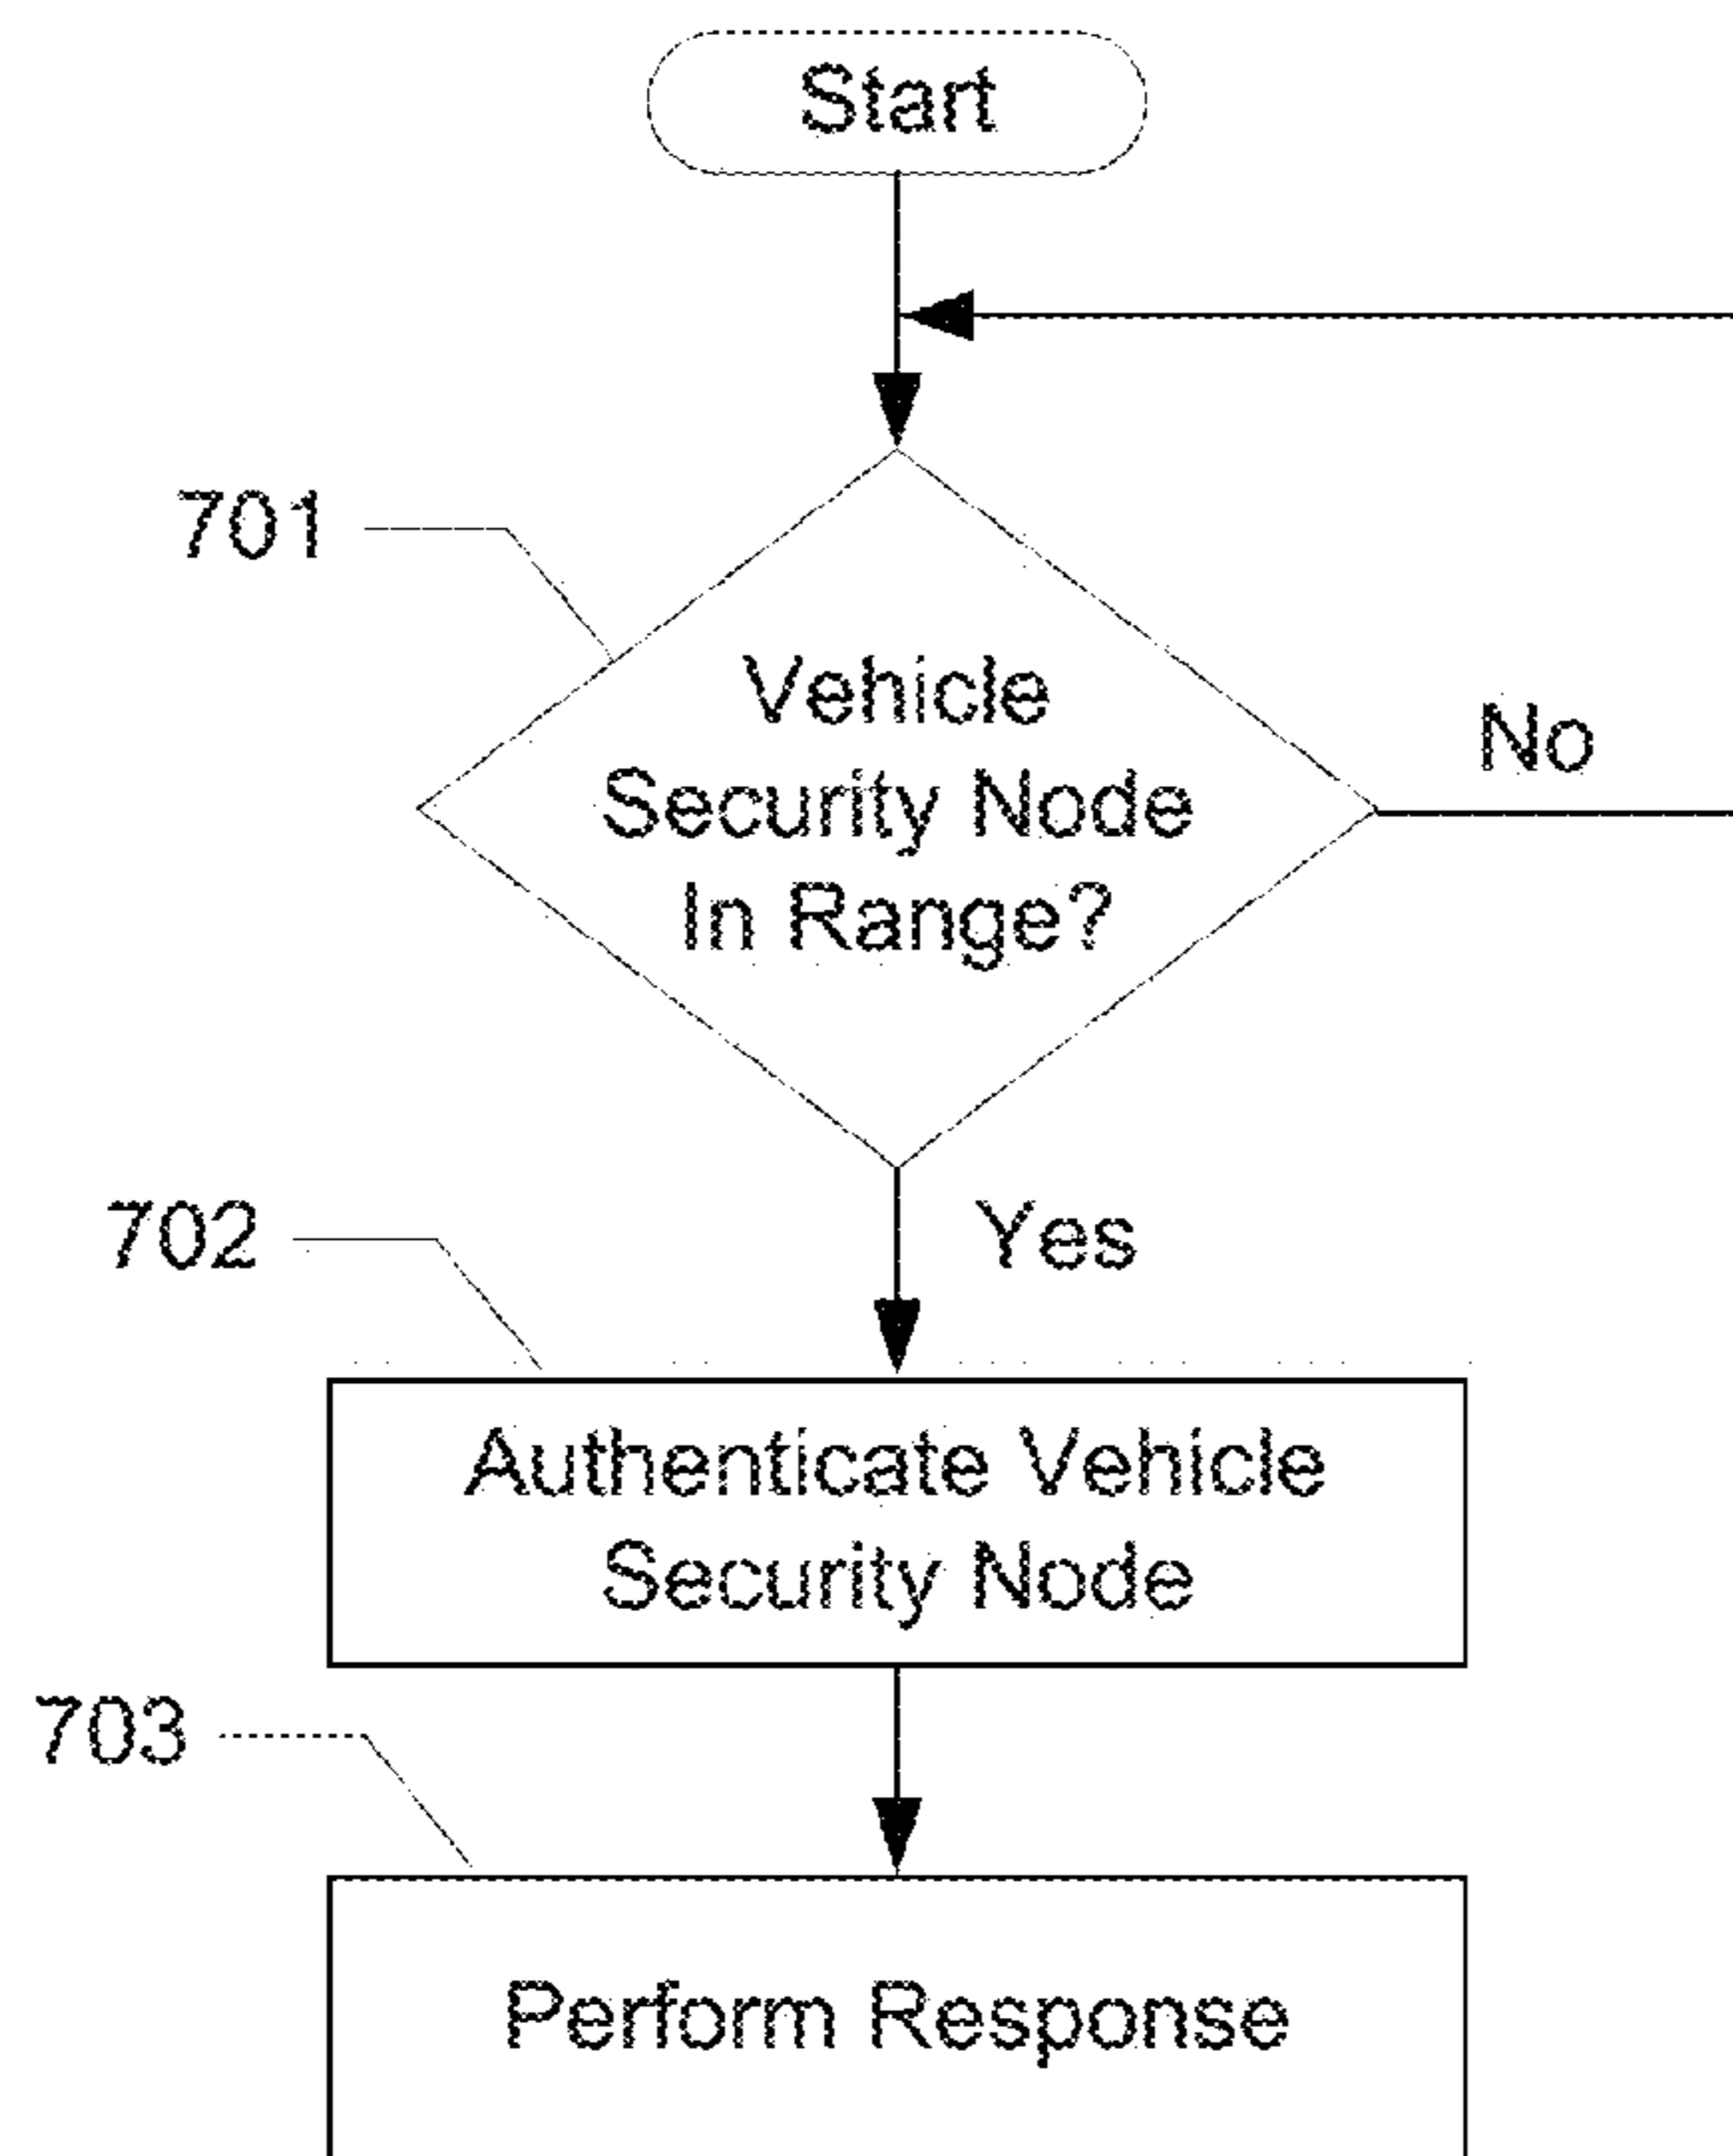 Start
701
Vehicle
Security Node
In Range?
No
702
Yes
Authenticate Vehicle
Security Node
703
Perform Response